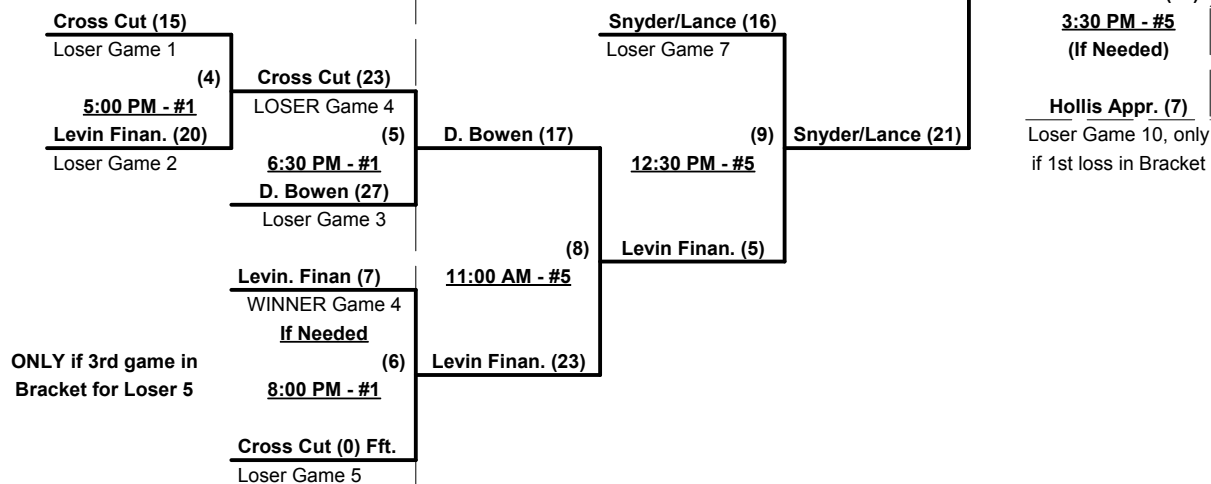 Cross Cut (15)
Loser Game 1
(4)
5:00 PM - #1
Levin Finan. (20)
Loser Game 2
Cross Cut (23)
LOSER Game 4
(5)
6:30 PM - #1
D. Bowen (27)
Loser Game 3
Levin. Finan (7)
WINNER Game 4
If Needed
(6)
8:00 PM - #1
ONLY if 3rd game in
Bracket for Loser 5
Cross Cut (0) Fft.
Loser Game 5
D. Bowen (17)
(8)
11:00 AM - #5
Levin Finan. (23)
Snyder/Lance (16)
Loser Game 7
(9)
12:30 PM - #5
Levin Finan. (5)
Snyder/Lance (21)
3:30 PM - #5
(If Needed)
Hollis Appr. (7)
Loser Game 10, only
if 1st loss in Bracket